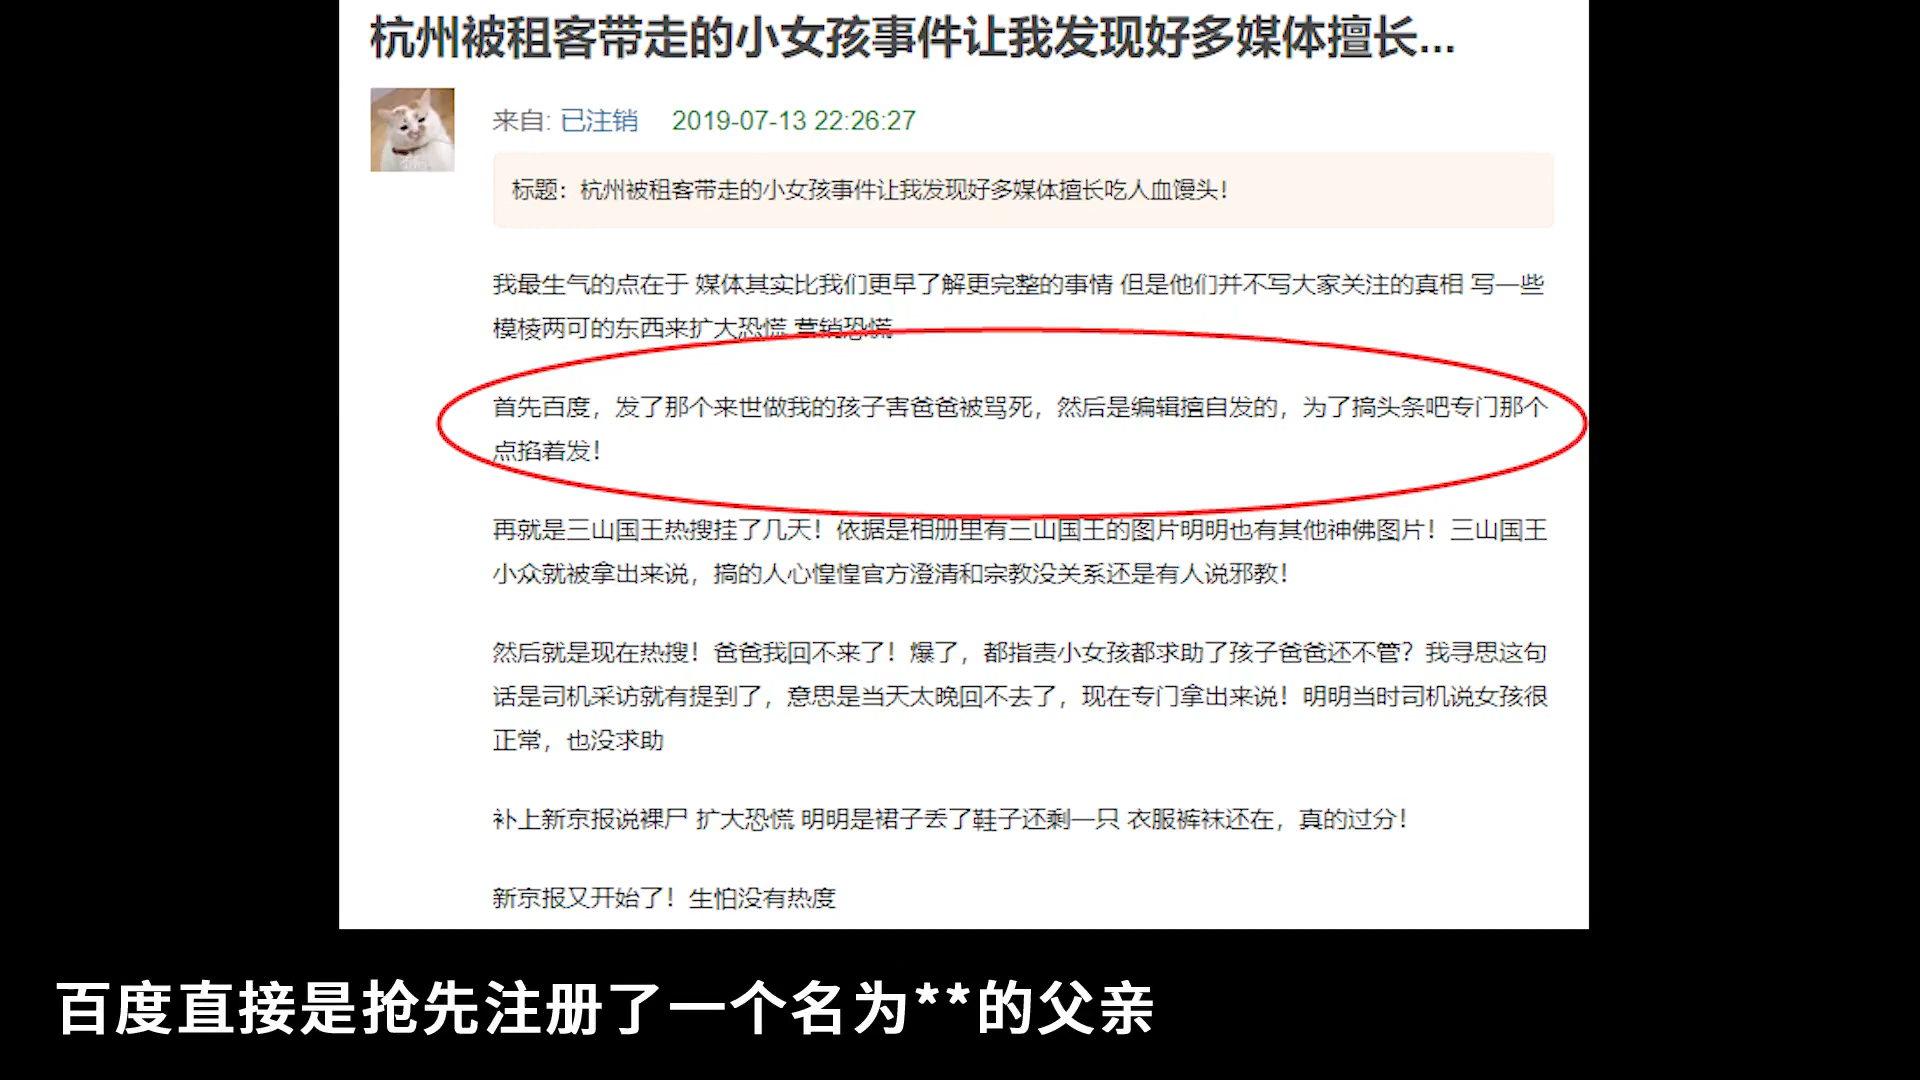 杭州被租客带走的小女孩事件让我发现好多媒体擅长...
来自: 已注销 2019-07-13 22:26:27
标题：杭州被租客带走的小女孩事件让我发现好多媒体擅长吃人血馒头！
我最生气的点在于 媒体其实比我们更早了解更完整的事情 但是他们并不写大家关注的真相 写一些
模棱两可的东西来扩大恐慌 营销恐慌
首先百度，发了那个来世做我的孩子害爸爸被骂死，然后是编辑擅自发的，为了搞头条吧专门那个
点掐着发！
再就是三山国王热搜挂了几天！依据是相册里有三山国王的图片明明也有其他神佛图片！三山国王
小众就被拿出来说，搞的人心惶惶官方澄清和宗教没关系还是有人说邪教！
然后就是现在热搜！爸爸我回不来了！爆了，都指责小女孩都求助了孩子爸爸还不管？我寻思这句
话是司机采访就有提到了，意思是当天太晚回不去了，现在专门拿出来说！明明当时司机说女孩很
正常，也没求助
补上新京报说裸尸 扩大恐慌 明明是裙子丢了鞋子还剩一只 衣服裤袜还在，真的过分！
新京报又开始了！生怕没有热度
百度直接是抢先注册了一个名为**的父亲